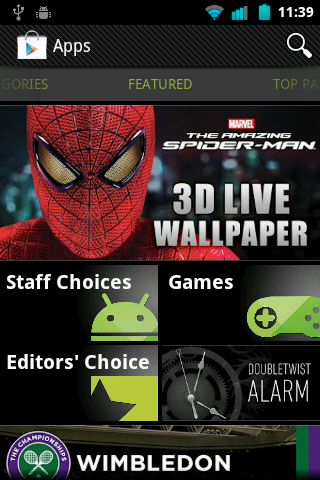 11:39
Apps
GORIES
FEATURED
TOP PA
MARVEL
THE AMAZING
SPIDER-MAN
3D LIVE
WALLPAPER
Staff Choices
Games
Editors' Choice
DOUBLETWIST
ALARM
THE CHAMPIONSHIPS
WIMBLEDON